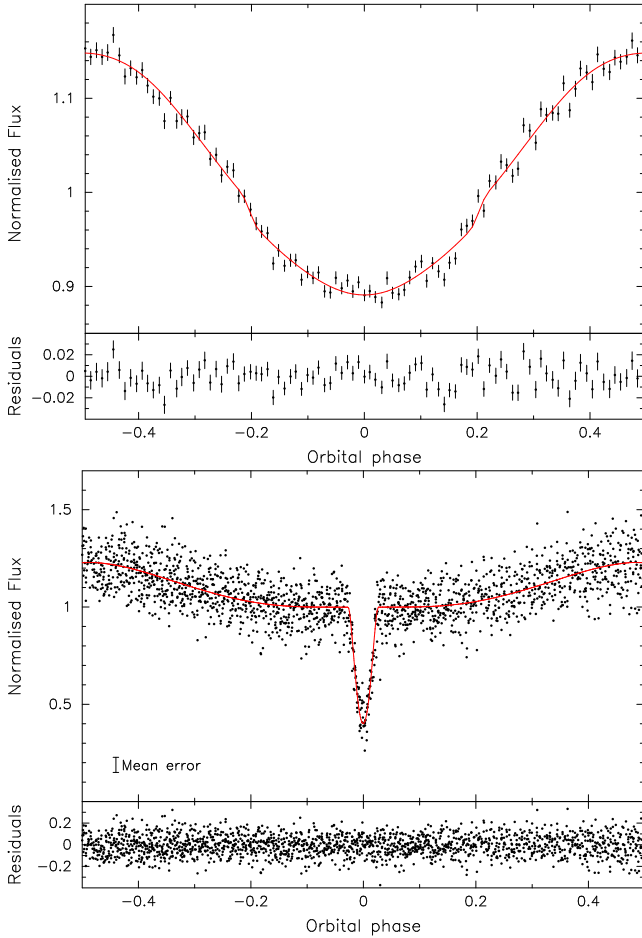 1.1
1
0.9
Normalised Flux
0.02
0
−0.02
Residuals
−0.4 −0.2 0 0.2 0.4
Orbital phase
1.5
1
0.5
Normalised Flux
Mean error
0.2
0
−0.2
Residuals
−0.4 −0.2 0 0.2 0.4
Orbital phase